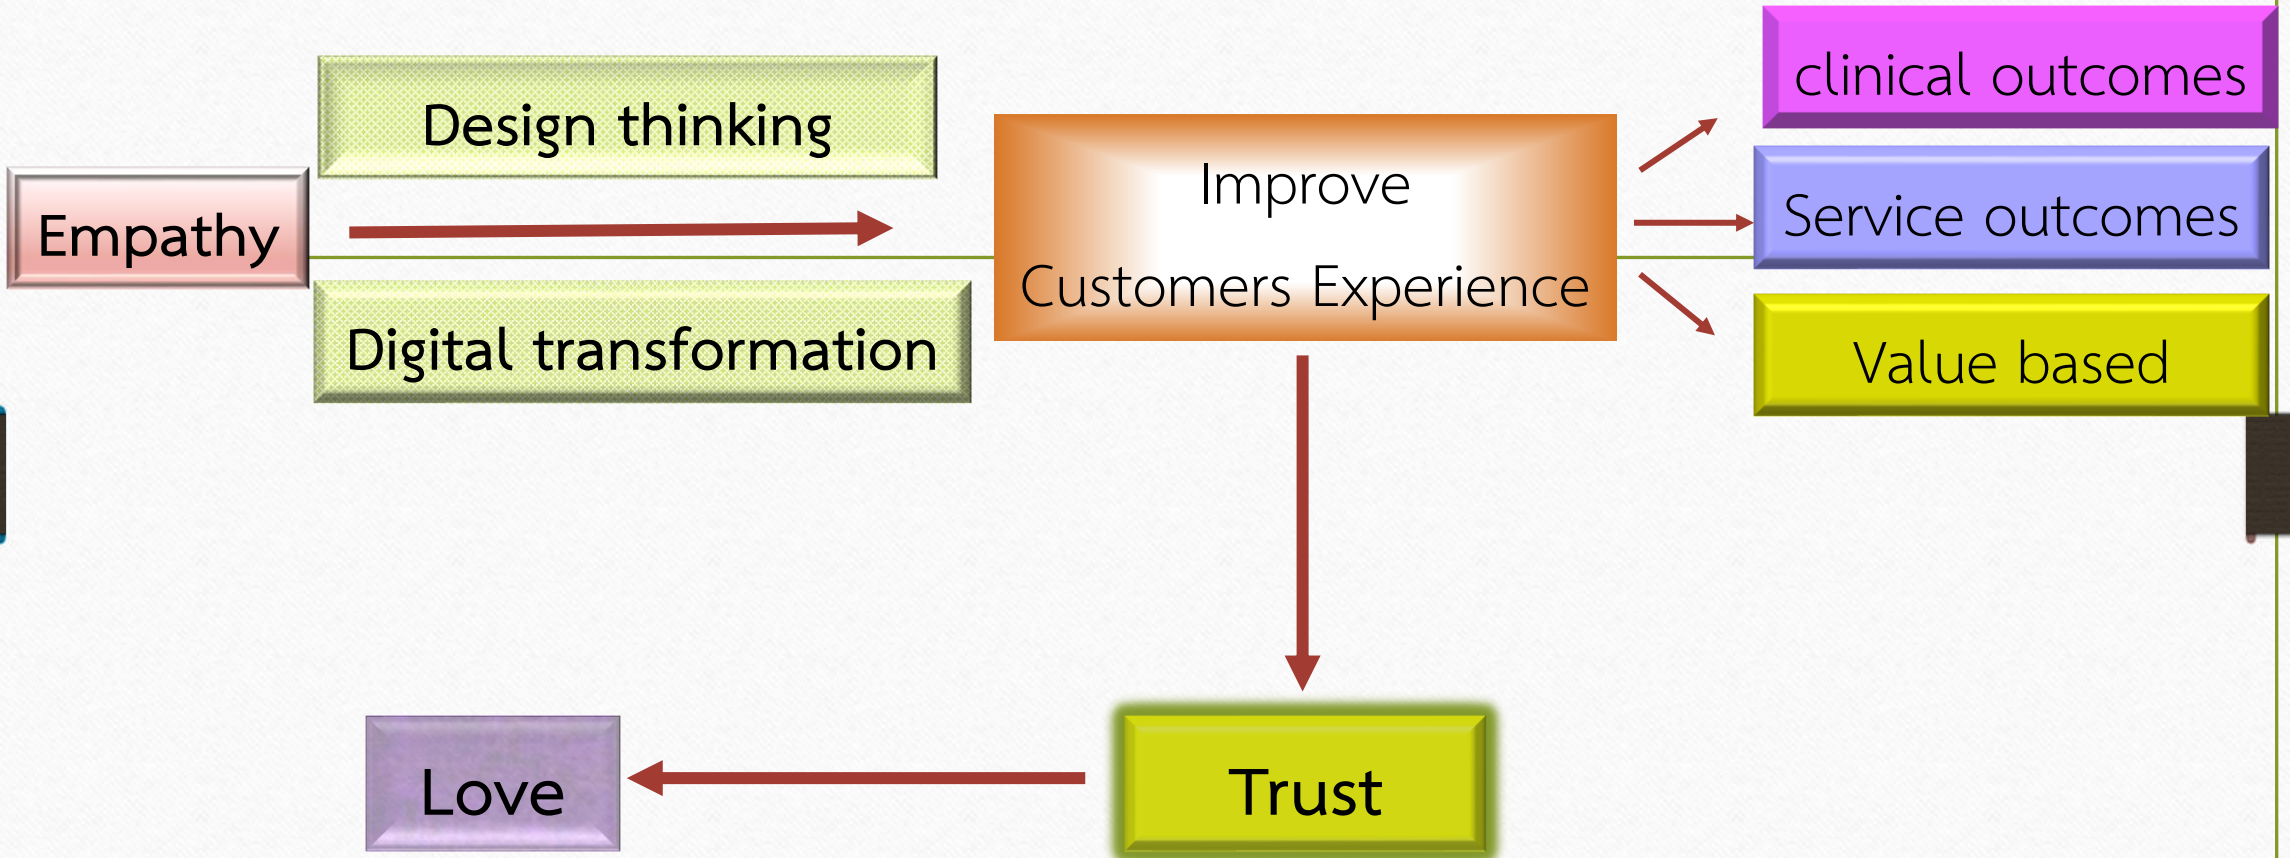 Empathy
Design thinking
Digital transformation
Improve
Customers Experience
clinical outcomes
Service outcomes
Value based
Love
Trust